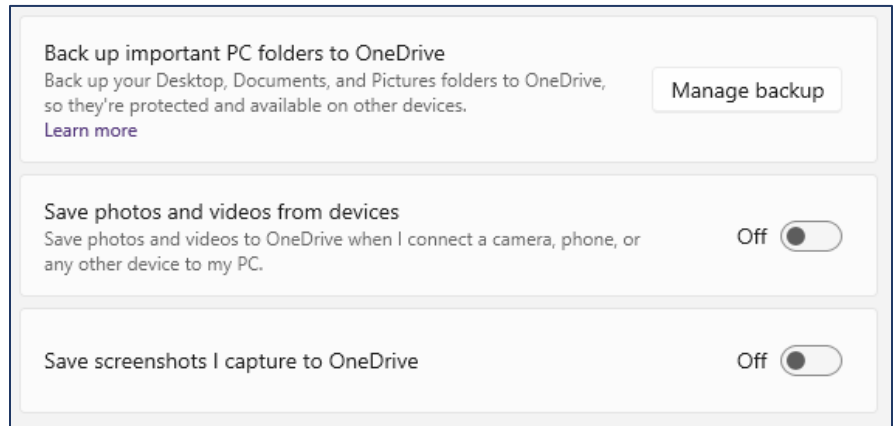 Back up important PC folders to OneDrive
Back up your Desktop, Documents, and Pictures folders to OneDrive,
so they're protected and available on other devices.
Learn more
Manage backup
Save photos and videos from devices
Save photos and videos to OneDrive when I connect a camera, phone, or
any other device to my PC.
Off
Save screenshots I capture to OneDrive
Off